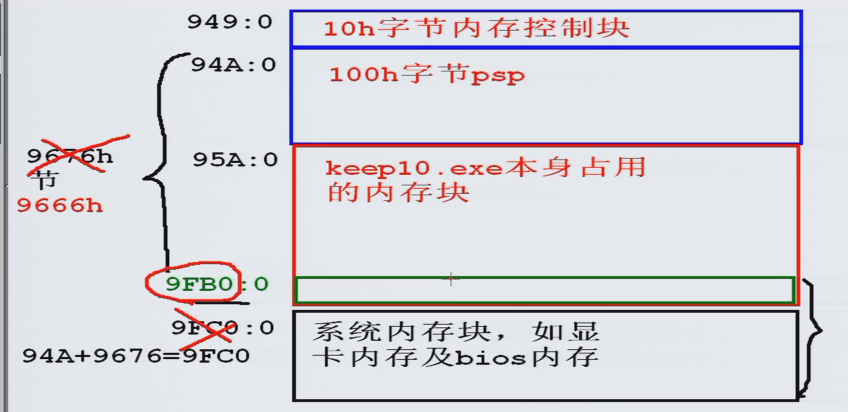 949:0
10h字节内存控制块
94A:0
100h字节psp
9676h
节
9666h
95A:0
keep10.exe本身占用
的内存块
9FB0:0
9FC0:0
94A+9676=9FC0
系统内存块，如显
卡内存及bios内存